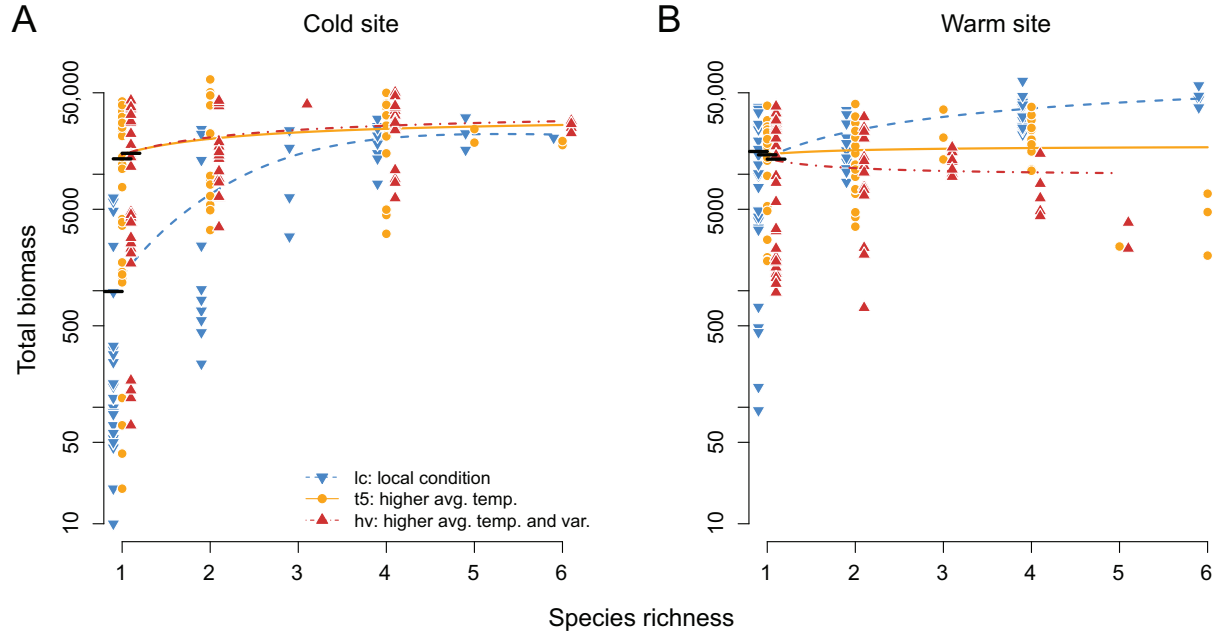 A
Cold site
B
Warm site
Total biomass
50,000
5000
500
50
10
lc: local condition
t5: higher avg. temp.
hv: higher avg. temp. and var.
1 2 3 4 5 6
50,000
5000
500
50
10
1 2 3 4 5 6
Species richness